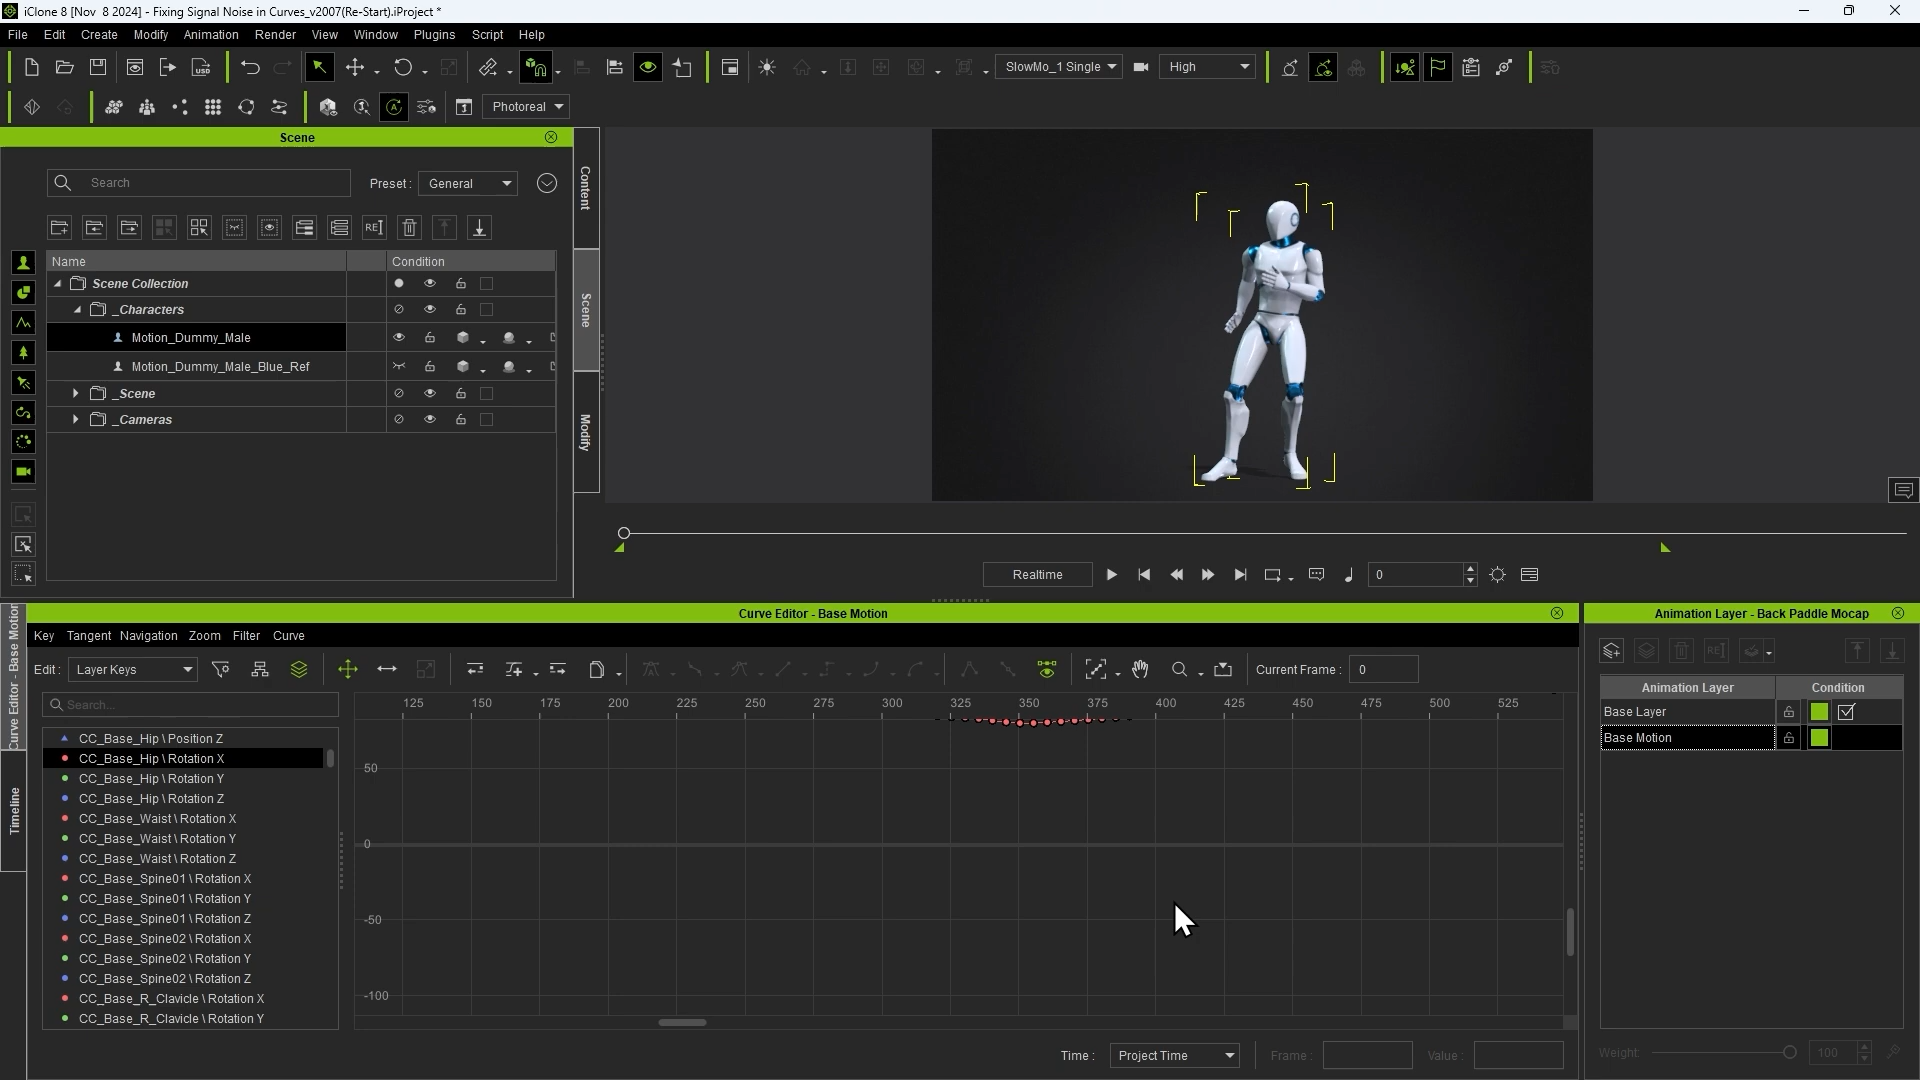 iClone 8 [Nov 8 2024] - Fixing Signal Noise in Curves_v2007(Re-Start).iProject *
File Edit Create Modify Animation Render View Window Plugins Script Help
SlowMo_1 Single High
Photoreal
Scene
Search Preset: General
REI
Name Condition
Scene Collection
_Characters
Motion_Dummy_Male
Motion_Dummy_Male_Blue_Ref
_Scene
_Cameras
Content
Scene
Modify
Realtime 0
Curve Editor - Base Motion
Timeline
Curve Editor - Base Motion
Key Tangent Navigation Zoom Filter Curve
Edit: Layer Keys Current Frame: 0
Search...
CC_Base_Hip \ Position Z
CC_Base_Hip \ Rotation X
CC_Base_Hip \ Rotation Y
CC_Base_Hip \ Rotation Z
CC_Base_Waist \ Rotation X
CC_Base_Waist \ Rotation Y
CC_Base_Waist \ Rotation Z
CC_Base_Spine01 \ Rotation X
CC_Base_Spine01 \ Rotation Y
CC_Base_Spine01 \ Rotation Z
CC_Base_Spine02 \ Rotation X
CC_Base_Spine02 \ Rotation Y
CC_Base_Spine02 \ Rotation Z
CC_Base_R_Clavicle \ Rotation X
CC_Base_R_Clavicle \ Rotation Y
125 150 175 200 225 250 275 300 325 350 375 400 425 450 475 500 525
50
0
-50
-100
Time: Project Time Frame: Value:
Animation Layer - Back Paddle Mocap
REI
Animation Layer Condition
Base Layer
Base Motion
Weight 100